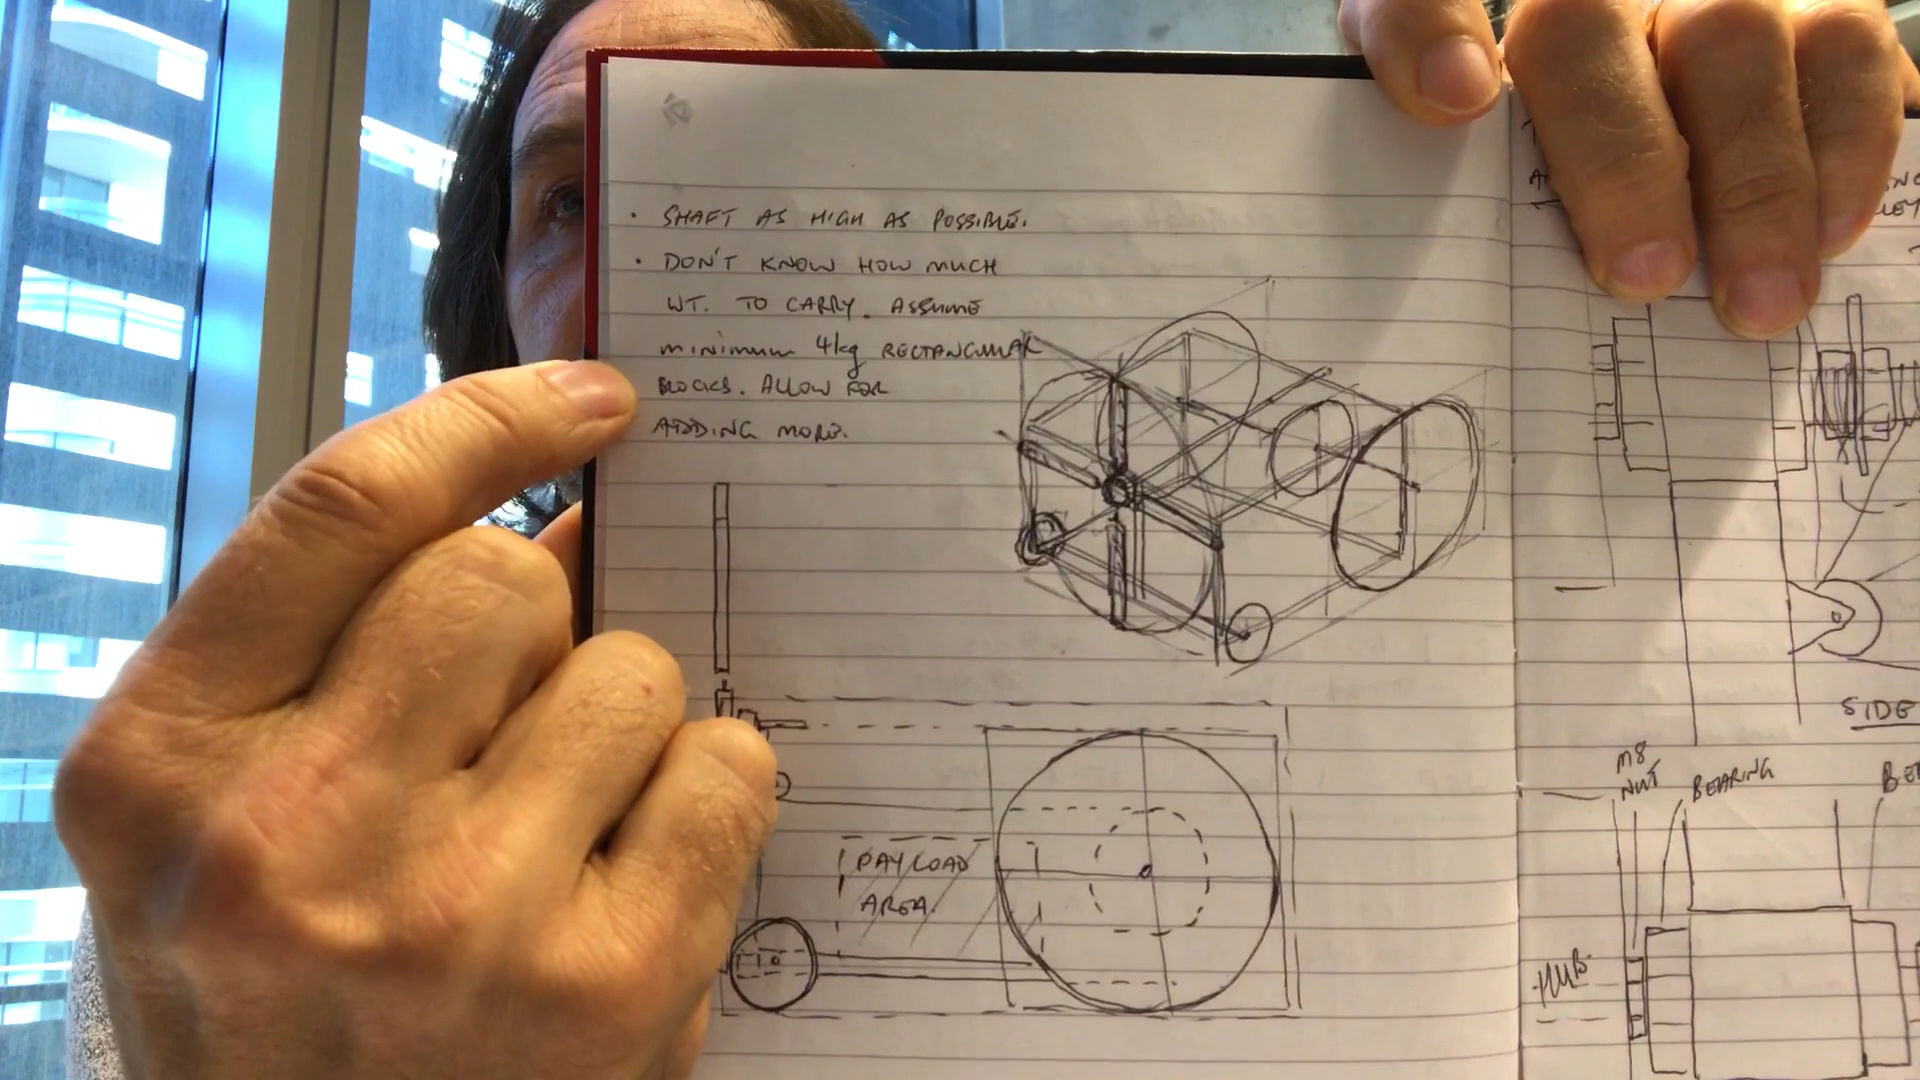 • SHAFT AS HIGH AS POSSIBLE.
• DON'T KNOW HOW MUCH
WT. TO CARRY. ASSUME
minimum 4kg RECTANGULAR
BLOCKS. ALLOW FOR
ADDING MORE.
PAYLOAD
AREA.
SIDE
M8
NUT
BEARING
HUB